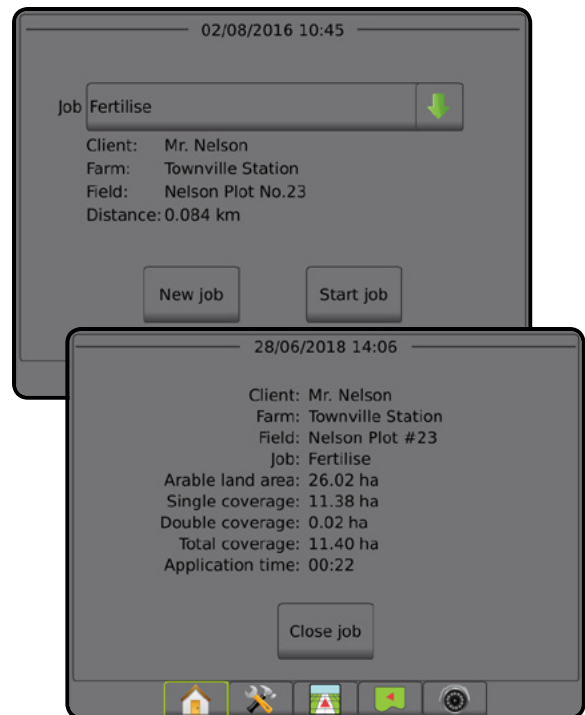 02/08/2016 10:45
Job Fertilise
Client: Mr. Nelson
Farm: Townville Station
Field: Nelson Plot No.23
Distance: 0.084 km
New job Start job
28/06/2018 14:06
Client: Mr. Nelson
Farm: Townville Station
Field: Nelson Plot #23
Job: Fertilise
Arable land area: 26.02 ha
Single coverage: 11.38 ha
Double coverage: 0.02 ha
Total coverage: 11.40 ha
Application time: 00:22
Close job